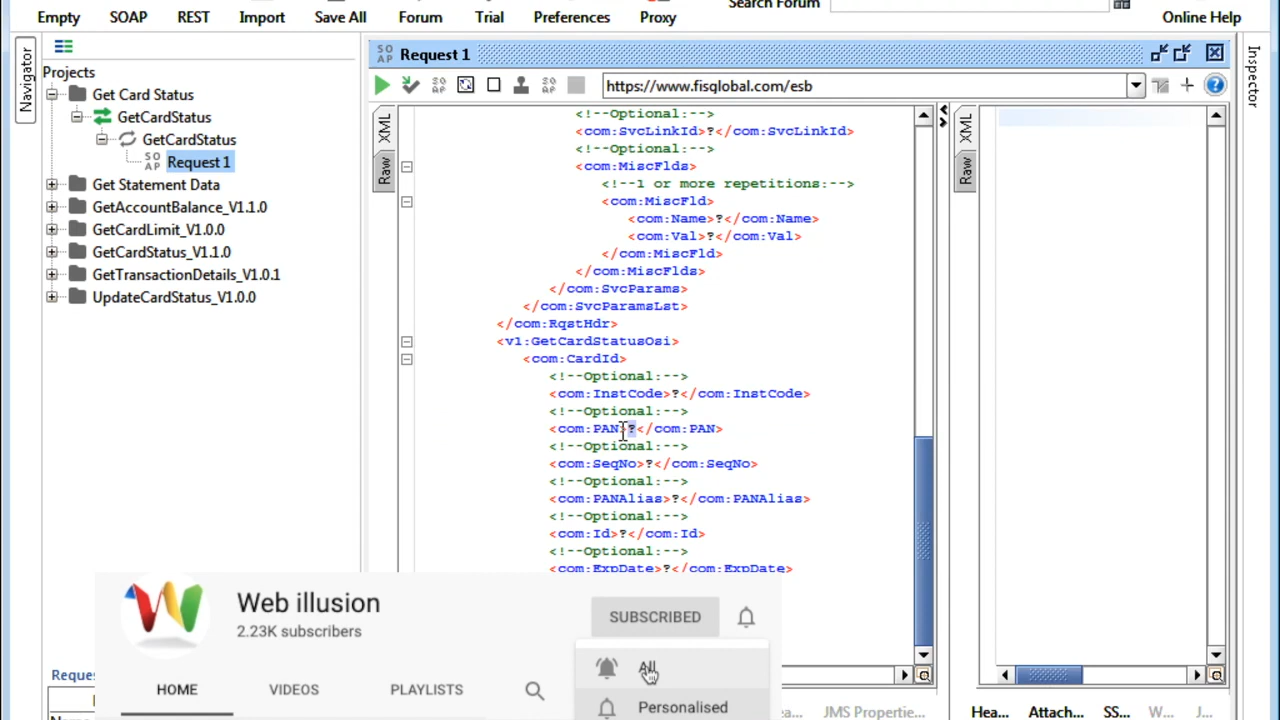 Search Forum
Empty SOAP REST Import Save All Forum Trial Preferences Proxy Online Help
Navigator
Projects
Get Card Status
GetCardStatus
GetCardStatus
SOAP Request 1
Get Statement Data
GetAccountBalance_V1.1.0
GetCardLimit_V1.0.0
GetCardStatus_V1.1.0
GetTransactionDetails_V1.0.1
UpdateCardStatus_V1.0.0
SOAP Request 1
https://www.fisglobal.com/esb
XML
Raw
<!--Optional:-->
<com:SvcLinkId>?</com:SvcLinkId>
<!--Optional:-->
<com:MiscFlds>
<!--1 or more repetitions:-->
<com:MiscFld>
<com:Name>?</com:Name>
<com:Val>?</com:Val>
</com:MiscFld>
</com:MiscFlds>
</com:SvcParams>
</com:SvcParamsLst>
</com:RqstHdr>
<v1:GetCardStatusOsi>
<com:CardId>
<!--Optional:-->
<com:InstCode>?</com:InstCode>
<!--Optional:-->
<com:PAN>?</com:PAN>
<!--Optional:-->
<com:SeqNo>?</com:SeqNo>
<!--Optional:-->
<com:PANAlias>?</com:PANAlias>
<!--Optional:-->
<com:Id>?</com:Id>
<!--Optional:-->
<com:ExpDate>?</com:ExpDate>
XML
Raw
Inspector
Web illusion
2.23K subscribers
SUBSCRIBED
All
Personalised
HOME VIDEOS PLAYLISTS
Reques
JMS Propertie... Hea... Attach... SS... W... J...